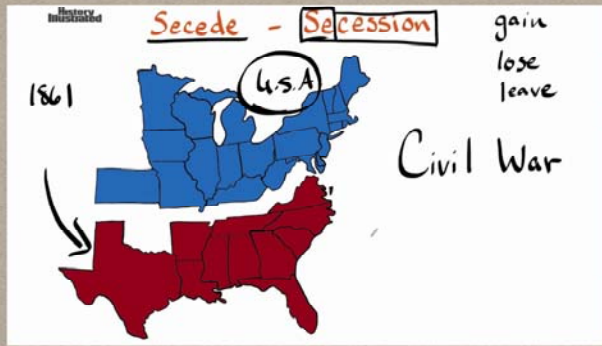 History
Illustrated
Secede - Secession
gain
lose
leave
1861
U.S.A
Civil War